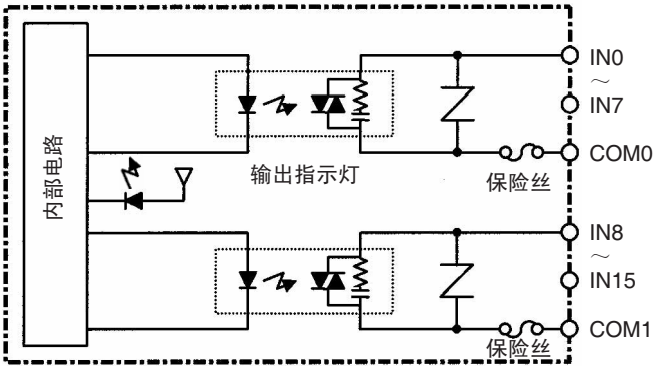 IN0
～
IN7
COM0
保险丝
输出指示灯
内部电路
IN8
～
IN15
COM1
保险丝